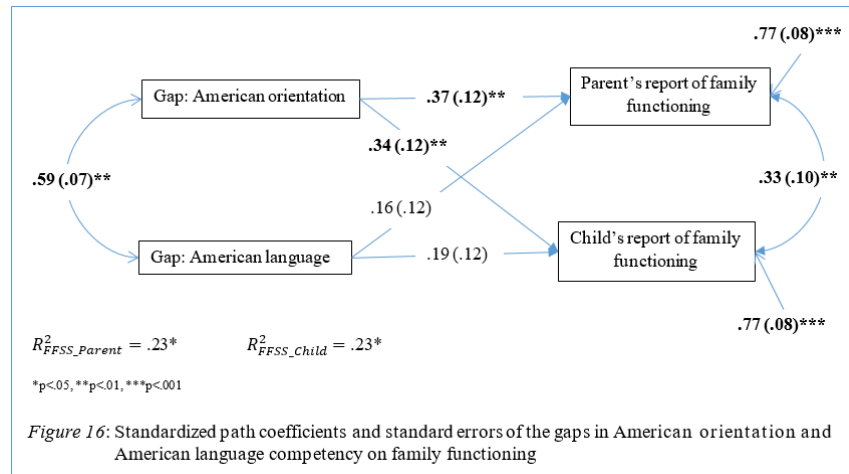 .77 (.08)***
Gap: American orientation
.37 (.12)**
Parent's report of family
functioning
.34 (.12)**
.59 (.07)**
.33 (.10)**
.16 (.12)
Gap: American language
.19 (.12)
Child's report of family
functioning
.77 (.08)***
R²FFSS_Parent = .23* R²FFSS_Child = .23*
*p<.05, **p<.01, ***p<.001
Figure 16: Standardized path coefficients and standard errors of the gaps in American orientation and
American language competency on family functioning